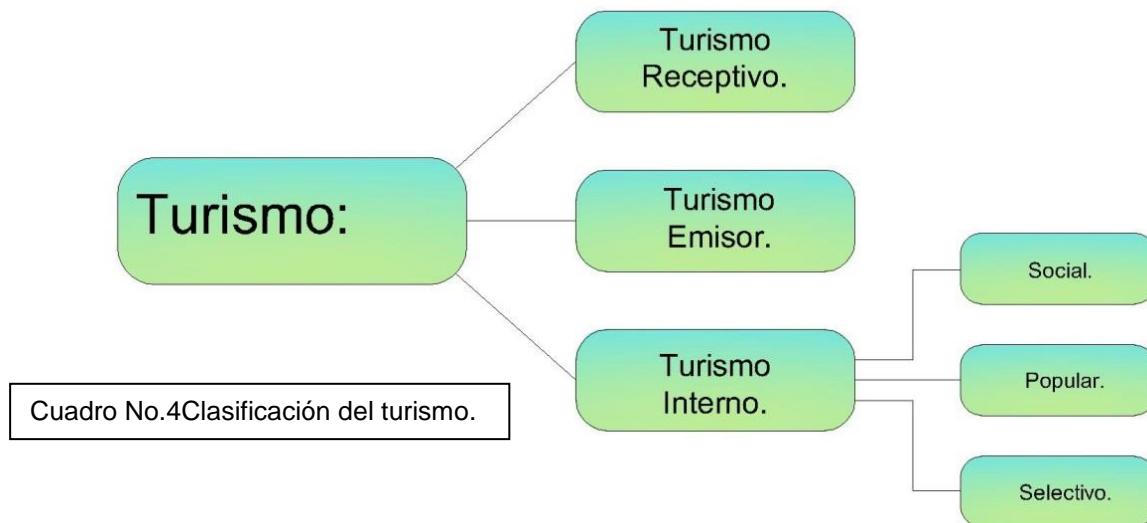 Turismo:
Turismo
Receptivo.
Turismo
Emisor.
Turismo
Interno.
Social.
Popular.
Selectivo.
Cuadro No.4Clasificación del turismo.